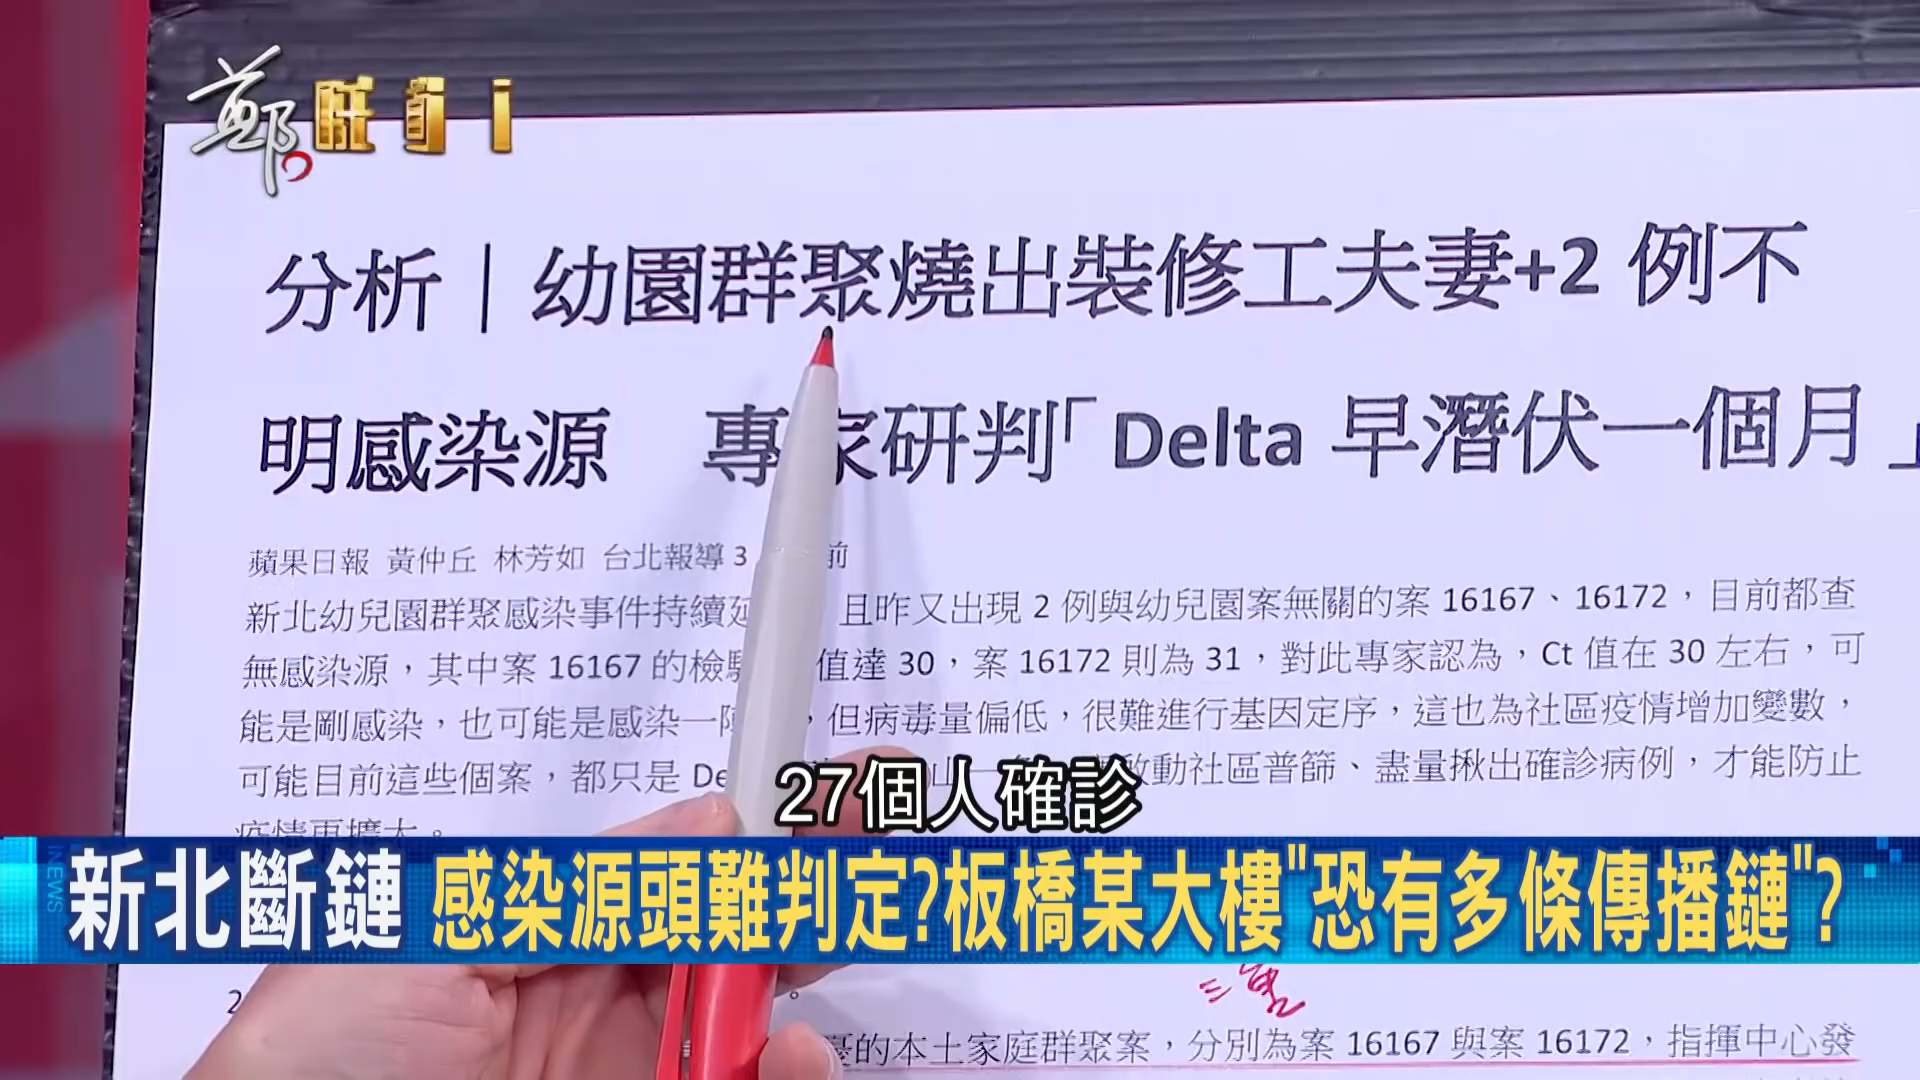 鄭
分析｜幼園群聚燒出裝修工夫妻+2 例不
明感染源 專家研判「Delta 早潛伏一個月」
蘋果日報 黃仲丘 林芳如 台北報導 3 前
新北幼兒園群聚感染事件持續延 且昨又出現 2 例與幼兒園案無關的案 16167、16172，目前都查
無感染源，其中案 16167 的檢 值達 30，案 16172 則為 31，對此專家認為，Ct 值在 30 左右，可
能是剛感染，也可能是感染一 ，但病毒量偏低，很難進行基因定序，這也為社區疫情增加變數，
可能目前這些個案，都只是 De 啟動社區普篩、盡量揪出確診病例，才能防止
疫情再擴大。
27個人確診
新北斷鏈 感染源頭難判定?板橋某大樓"恐有多條傳播鏈"?
NEWS
三重
2 。
憂的本土家庭群聚案，分別為案 16167 與案 16172，指揮中心發